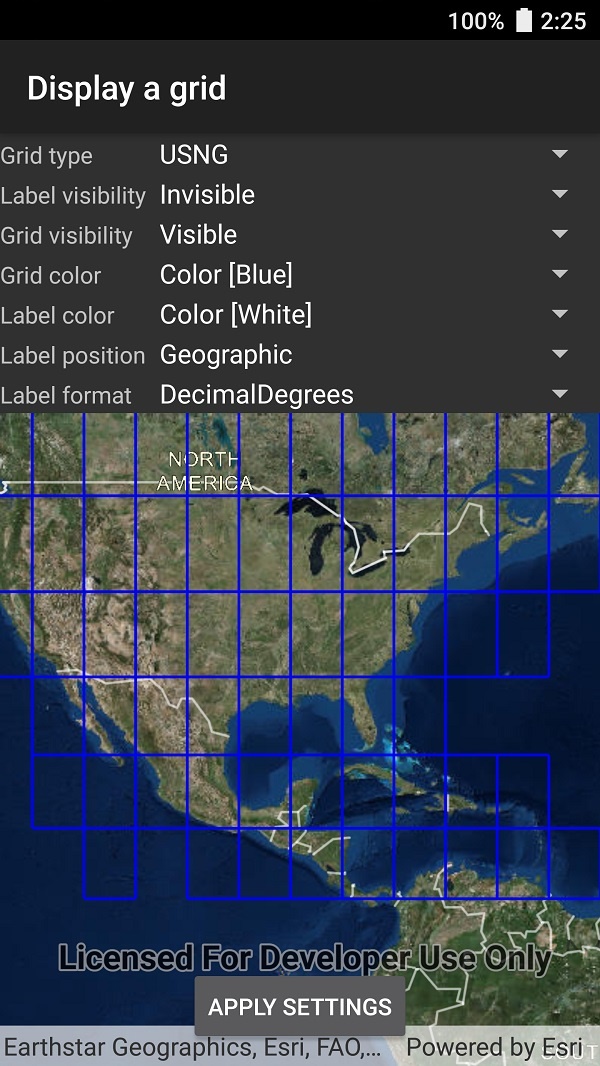 100% 2:25
Display a grid
Grid type USNG
Label visibility Invisible
Grid visibility Visible
Grid color Color [Blue]
Label color Color [White]
Label position Geographic
Label format DecimalDegrees
NORTH
AMERICA
Licensed For Developer Use Only
APPLY SETTINGS
Earthstar Geographics, Esri, FAO,... Powered by Esri